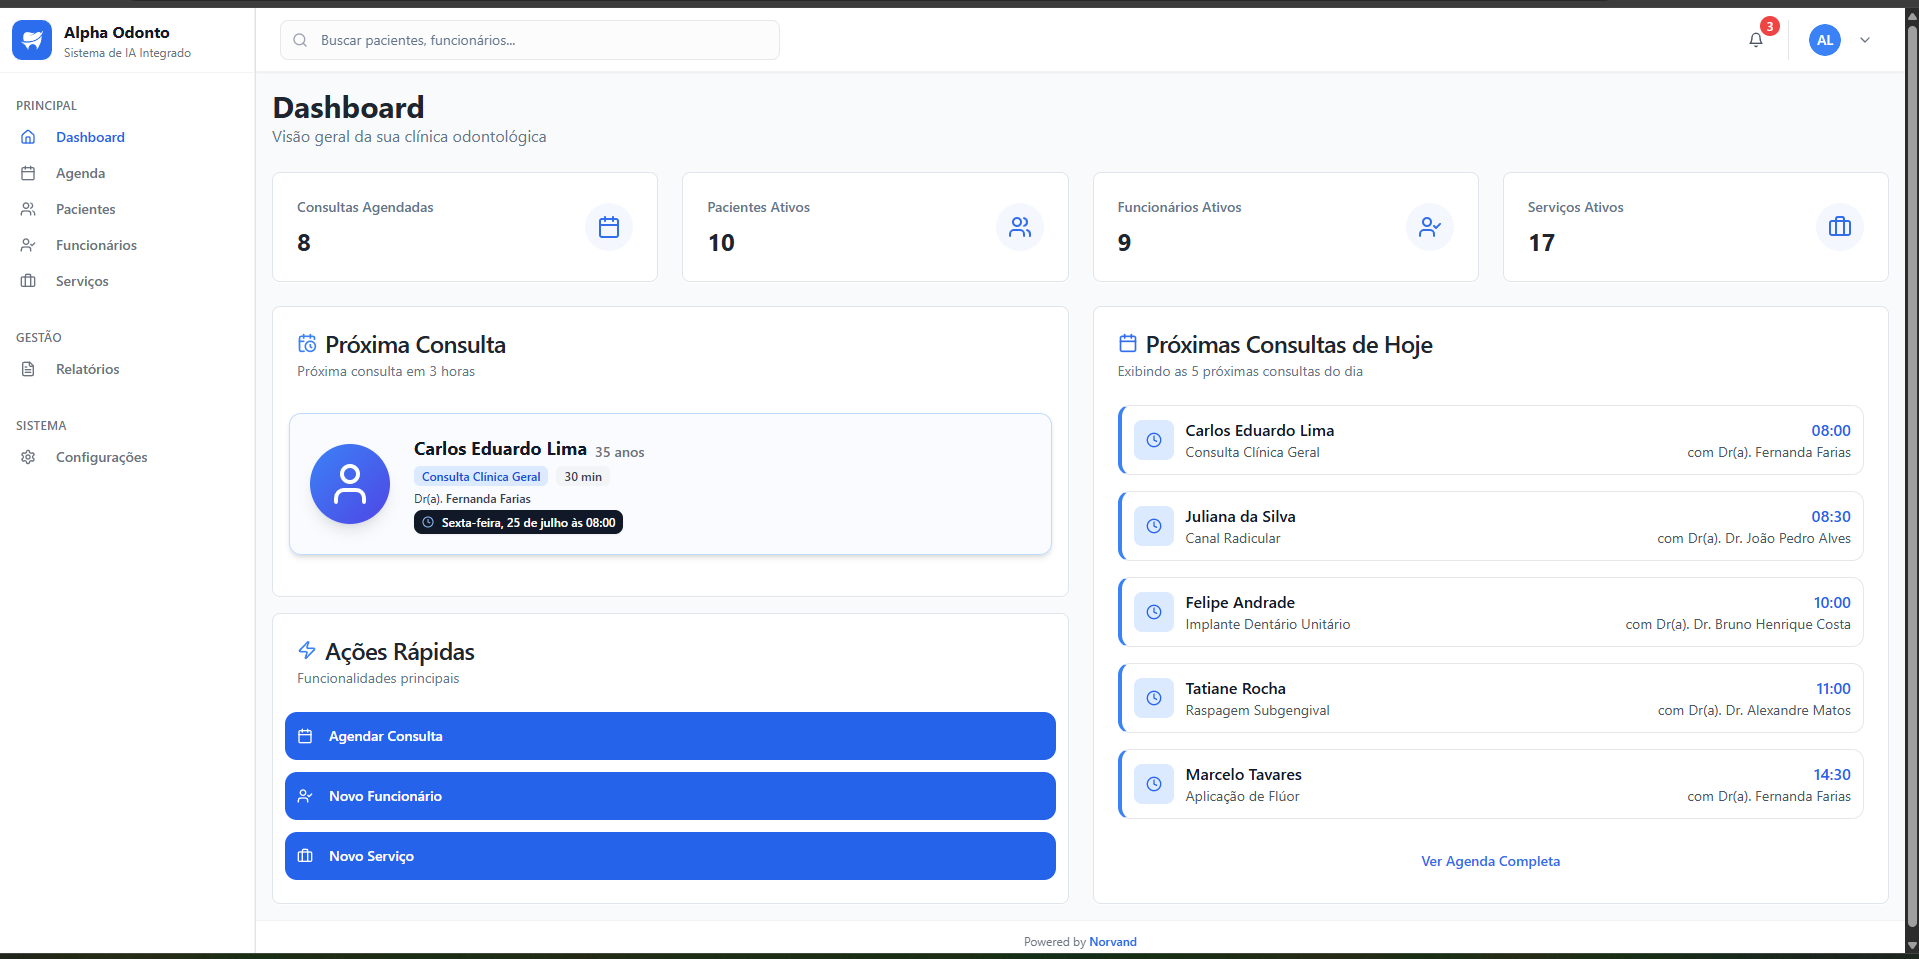 Alpha Odonto
Sistema de IA Integrado
Buscar pacientes, funcionários...
3
AL
PRINCIPAL
Dashboard
Agenda
Pacientes
Funcionários
Serviços
GESTÃO
Relatórios
SISTEMA
Configurações
Dashboard
Visão geral da sua clínica odontológica
Consultas Agendadas
8
Pacientes Ativos
10
Funcionários Ativos
9
Serviços Ativos
17
Próxima Consulta
Próxima consulta em 3 horas
Carlos Eduardo Lima 35 anos
Consulta Clínica Geral 30 min
Dr(a). Fernanda Farias
Sexta-feira, 25 de julho às 08:00
Ações Rápidas
Funcionalidades principais
Agendar Consulta
Novo Funcionário
Novo Serviço
Próximas Consultas de Hoje
Exibindo as 5 próximas consultas do dia
Carlos Eduardo Lima 08:00
Consulta Clínica Geral com Dr(a). Fernanda Farias
Juliana da Silva 08:30
Canal Radicular com Dr(a). Dr. João Pedro Alves
Felipe Andrade 10:00
Implante Dentário Unitário com Dr(a). Dr. Bruno Henrique Costa
Tatiane Rocha 11:00
Raspagem Subgengival com Dr(a). Dr. Alexandre Matos
Marcelo Tavares 14:30
Aplicação de Flúor com Dr(a). Fernanda Farias
Ver Agenda Completa
Powered by Norvand